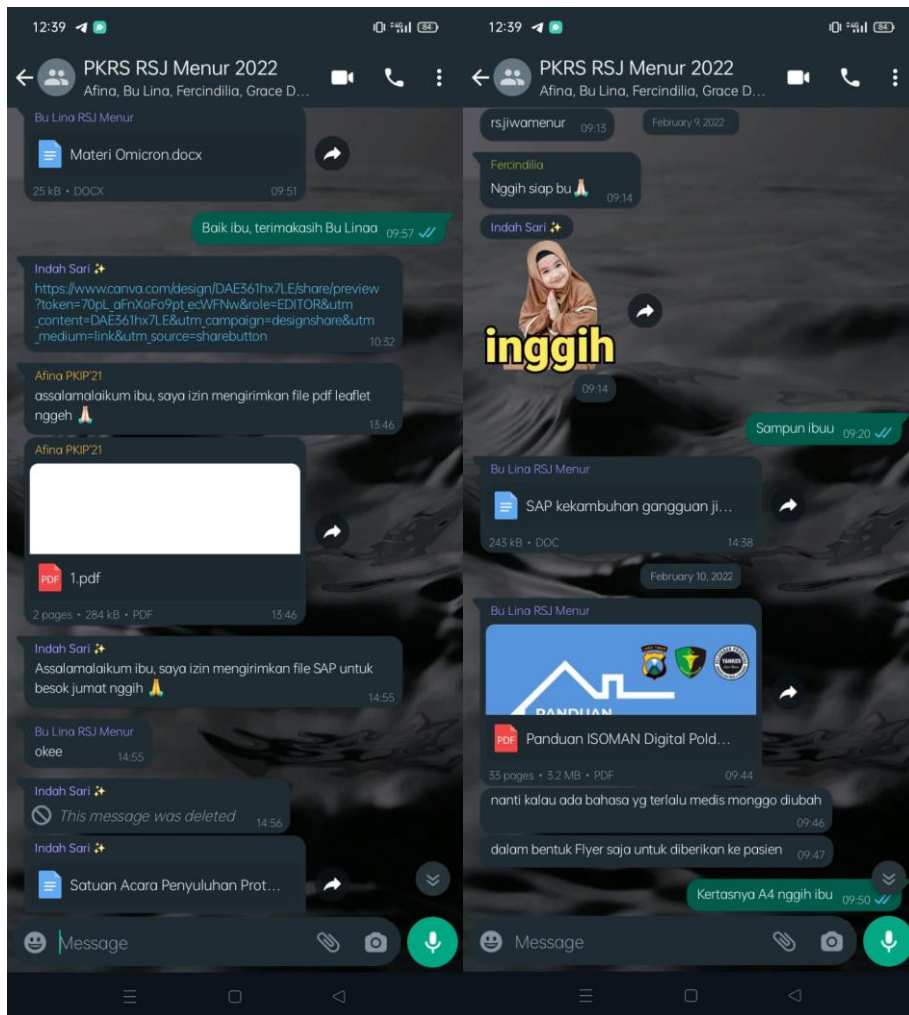 12:39
84
PKRS RSJ Menur 2022
Afina, Bu Lina, Fercindilia, Grace D...
Bu Lina RSJ Menur
Materi Omicron.docx
25 kB • DOCX 09:51
Baik ibu, terimakasih Bu Linaa 09:57
Indah Sari ✨
https://www.canva.com/design/DAE361hx7LE/share/preview
?token=70pL_aFnXoFo9pt_ecWFNw&role=EDITOR&utm
_content=DAE361hx7LE&utm_campaign=designshare&utm
_medium=link&utm_source=sharebutton
10:32
Afina PKIP'21
assalamalaikum ibu, saya izin mengirimkan file pdf leaflet
nggeh 🙏🏻 13:46
Afina PKIP'21
PDF 1.pdf
2 pages • 284 kB • PDF 13:46
Indah Sari ✨
Assalamalaikum ibu, saya izin mengirimkan file SAP untuk
besok jumat nggih 🙏 14:55
Bu Lina RSJ Menur
okee 14:55
Indah Sari ✨
This message was deleted 14:56
Indah Sari ✨
Satuan Acara Penyuluhan Prot...
Message
12:39
84
PKRS RSJ Menur 2022
Afina, Bu Lina, Fercindilia, Grace D...
rsjiwamenur 09:13
February 9, 2022
Fercindilia
Nggih siap bu 🙏🏻 09:14
Indah Sari ✨
inggih
09:14
Sampun ibuu 09:20
Bu Lina RSJ Menur
SAP kekambuhan gangguan ji...
243 kB • DOC 14:38
February 10, 2022
Bu Lina RSJ Menur
PANDUAN
PDF Panduan ISOMAN Digital Pold...
33 pages • 3.2 MB • PDF 09:44
nanti kalau ada bahasa yg terlalu medis monggo diubah
09:46
dalam bentuk Flyer saja untuk diberikan ke pasien 09:47
Kertasnya A4 nggih ibu 09:50
Message